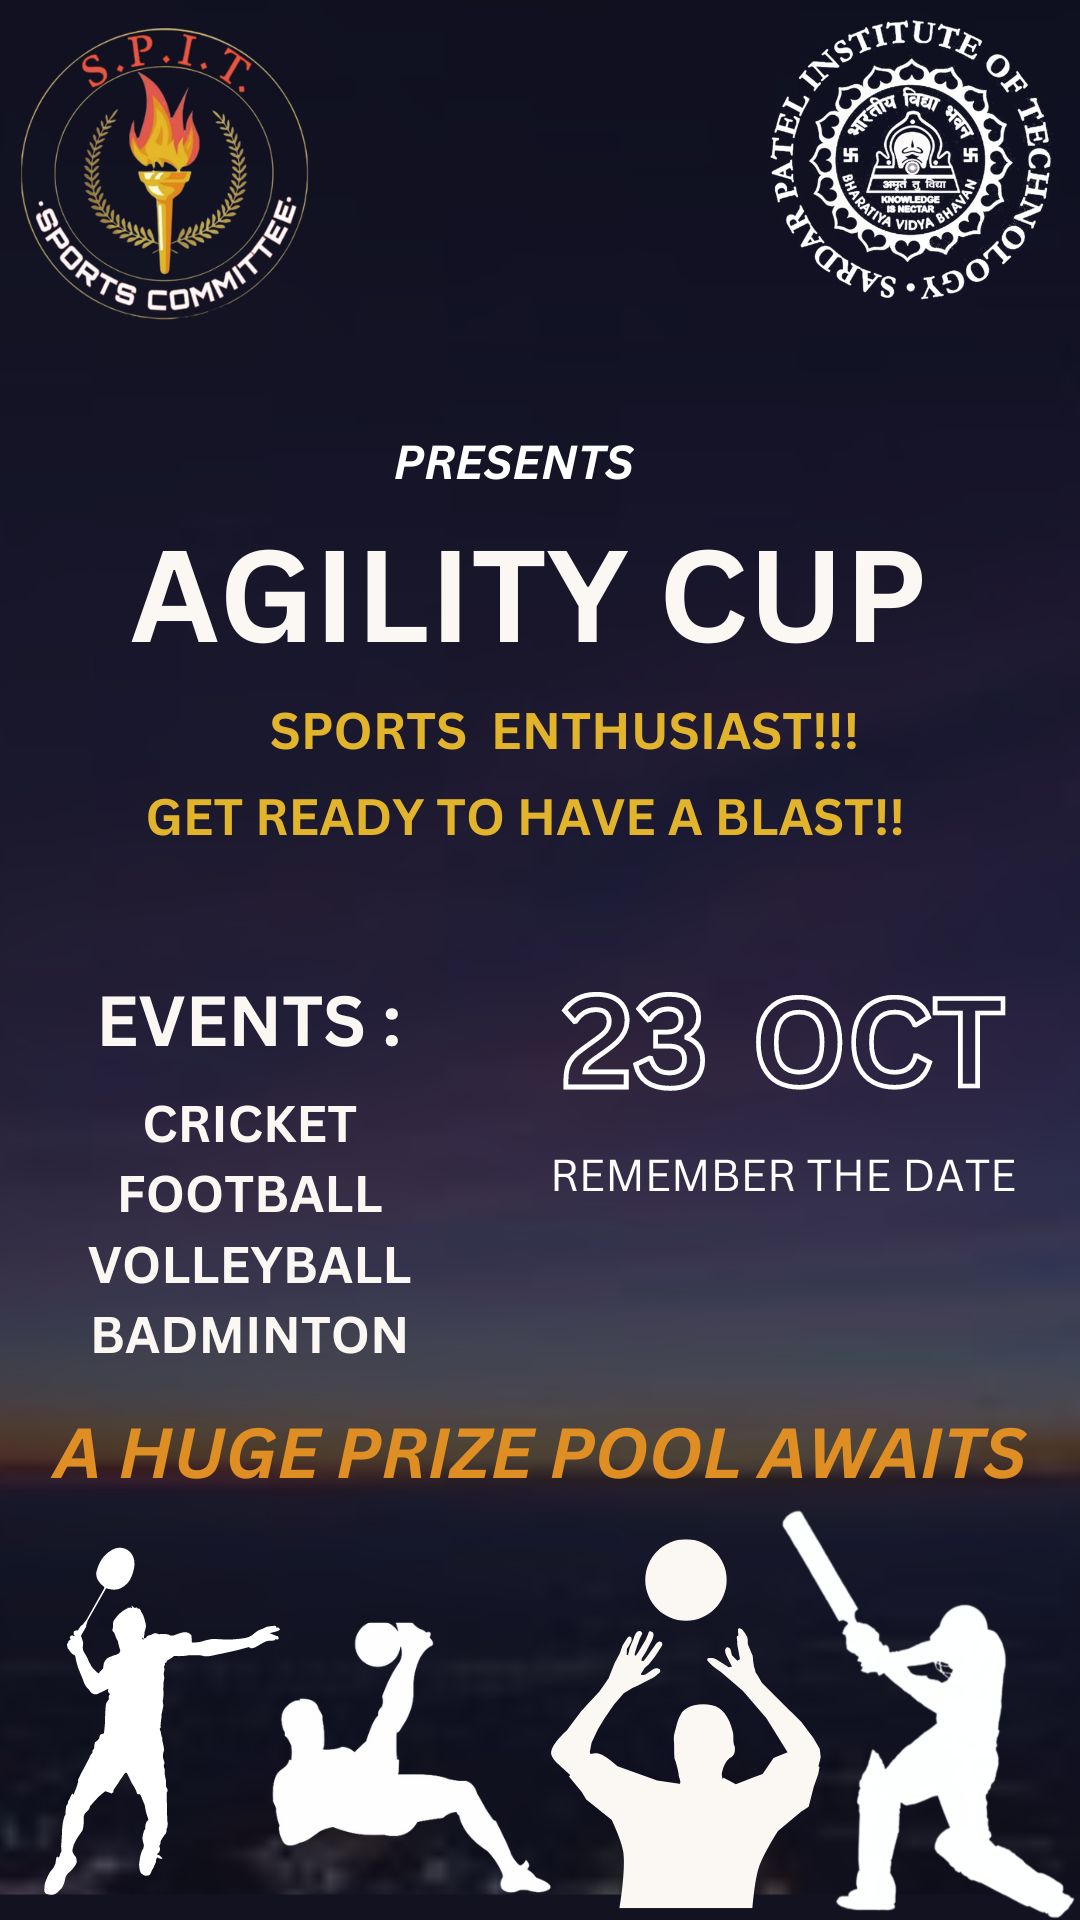 S.P.I.T.
·SPORTS COMMITTEE·
SARDAR PATEL INSTITUTE OF TECHNOLOGY •
भारतीय विद्या भवन
अमृतं तु विद्या
KNOWLEDGE
IS NECTAR
BHARATIYA VIDYA BHAVAN
PRESENTS
AGILITY CUP
SPORTS ENTHUSIAST!!!
GET READY TO HAVE A BLAST!!
EVENTS :
CRICKET
FOOTBALL
VOLLEYBALL
BADMINTON
23 OCT
REMEMBER THE DATE
A HUGE PRIZE POOL AWAITS